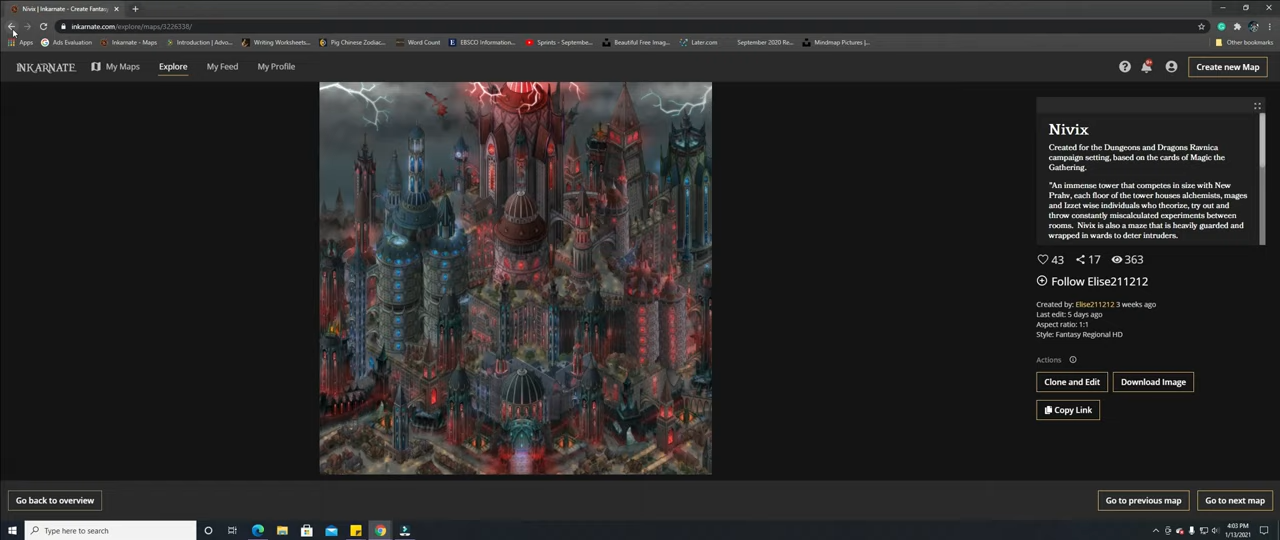 Nivix | Inkarnate - Create Fantasy
inkarnate.com/explore/maps/3226338/
Apps Ads Evaluation Inkarnate - Maps Introduction | Advo... Writing Worksheets... Pig Chinese Zodiac... Word Count EBSCO Information... Sprints - Septembe... Beautiful Free Imag... Later.com September 2020 Re... Mindmap Pictures |... Other bookmarks
INKARNATE My Maps Explore My Feed My Profile Create new Map
Nivix
Created for the Dungeons and Dragons Ravnica
campaign setting, based on the cards of Magic the
Gathering.
"An immense tower that competes in size with New
Prahv, each floor of the tower houses alchemists, mages
and Izzet wise individuals who theorize, try out and
throw constantly miscalculated experiments between
rooms. Nivix is also a maze that is heavily guarded and
wrapped in wards to deter intruders.
43 17 363
Follow Elise211212
Created by: Elise211212 3 weeks ago
Last edit: 5 days ago
Aspect ratio: 1:1
Style: Fantasy Regional HD
Actions
Clone and Edit Download Image
Copy Link
Go back to overview Go to previous map Go to next map
Type here to search
4:03 PM
1/13/2021